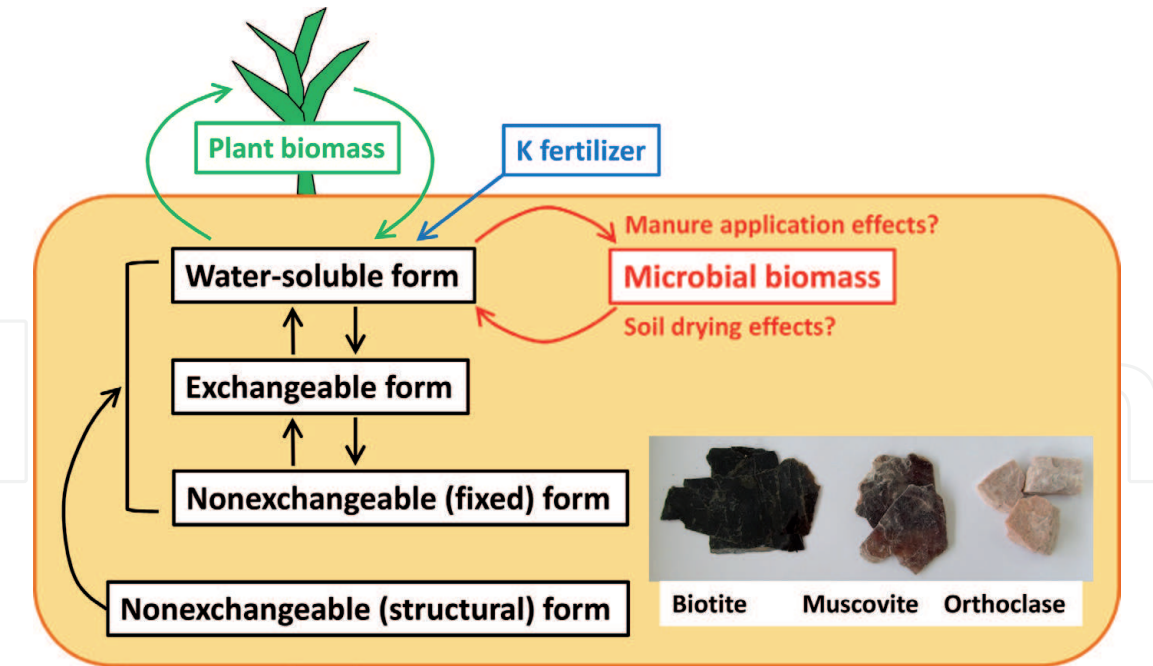 Plant biomass
K fertilizer
Manure application effects?
Water-soluble form
Microbial biomass
Soil drying effects?
Exchangeable form
Nonexchangeable (fixed) form
Nonexchangeable (structural) form
Biotite
Muscovite
Orthoclase